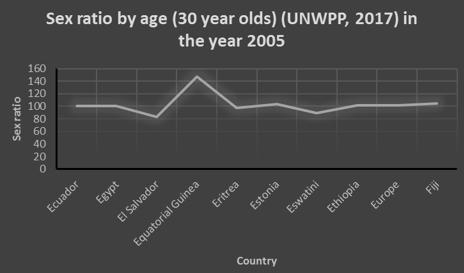 Sex ratio by age (30 year olds) (UNWPP, 2017) in
the year 2005
160
140
120
100
80
60
40
20
0
Sex ratio
Ecuador
Egypt
El Salvador
Equatorial Guinea
Eritrea
Estonia
Eswatini
Ethiopia
Europe
Fiji
Country